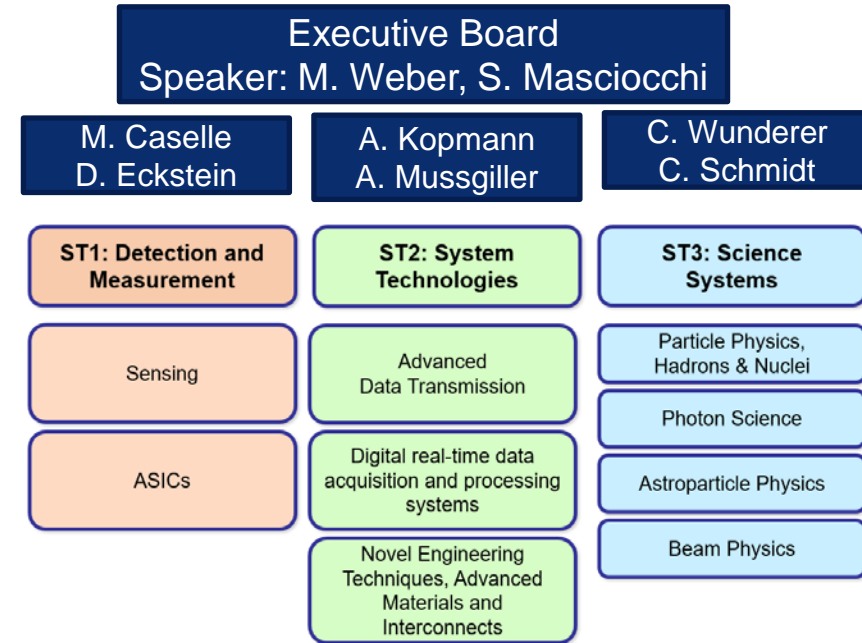 Executive Board
Speaker: M. Weber, S. Masciocchi
M. Caselle
D. Eckstein
A. Kopmann
A. Mussgiller
C. Wunderer
C. Schmidt
ST1: Detection and
Measurement
Sensing
ASICs
ST2: System
Technologies
Advanced
Data Transmission
Digital real-time data
acquisition and processing
systems
Novel Engineering
Techniques, Advanced
Materials and
Interconnects
ST3: Science
Systems
Particle Physics,
Hadrons & Nuclei
Photon Science
Astroparticle Physics
Beam Physics